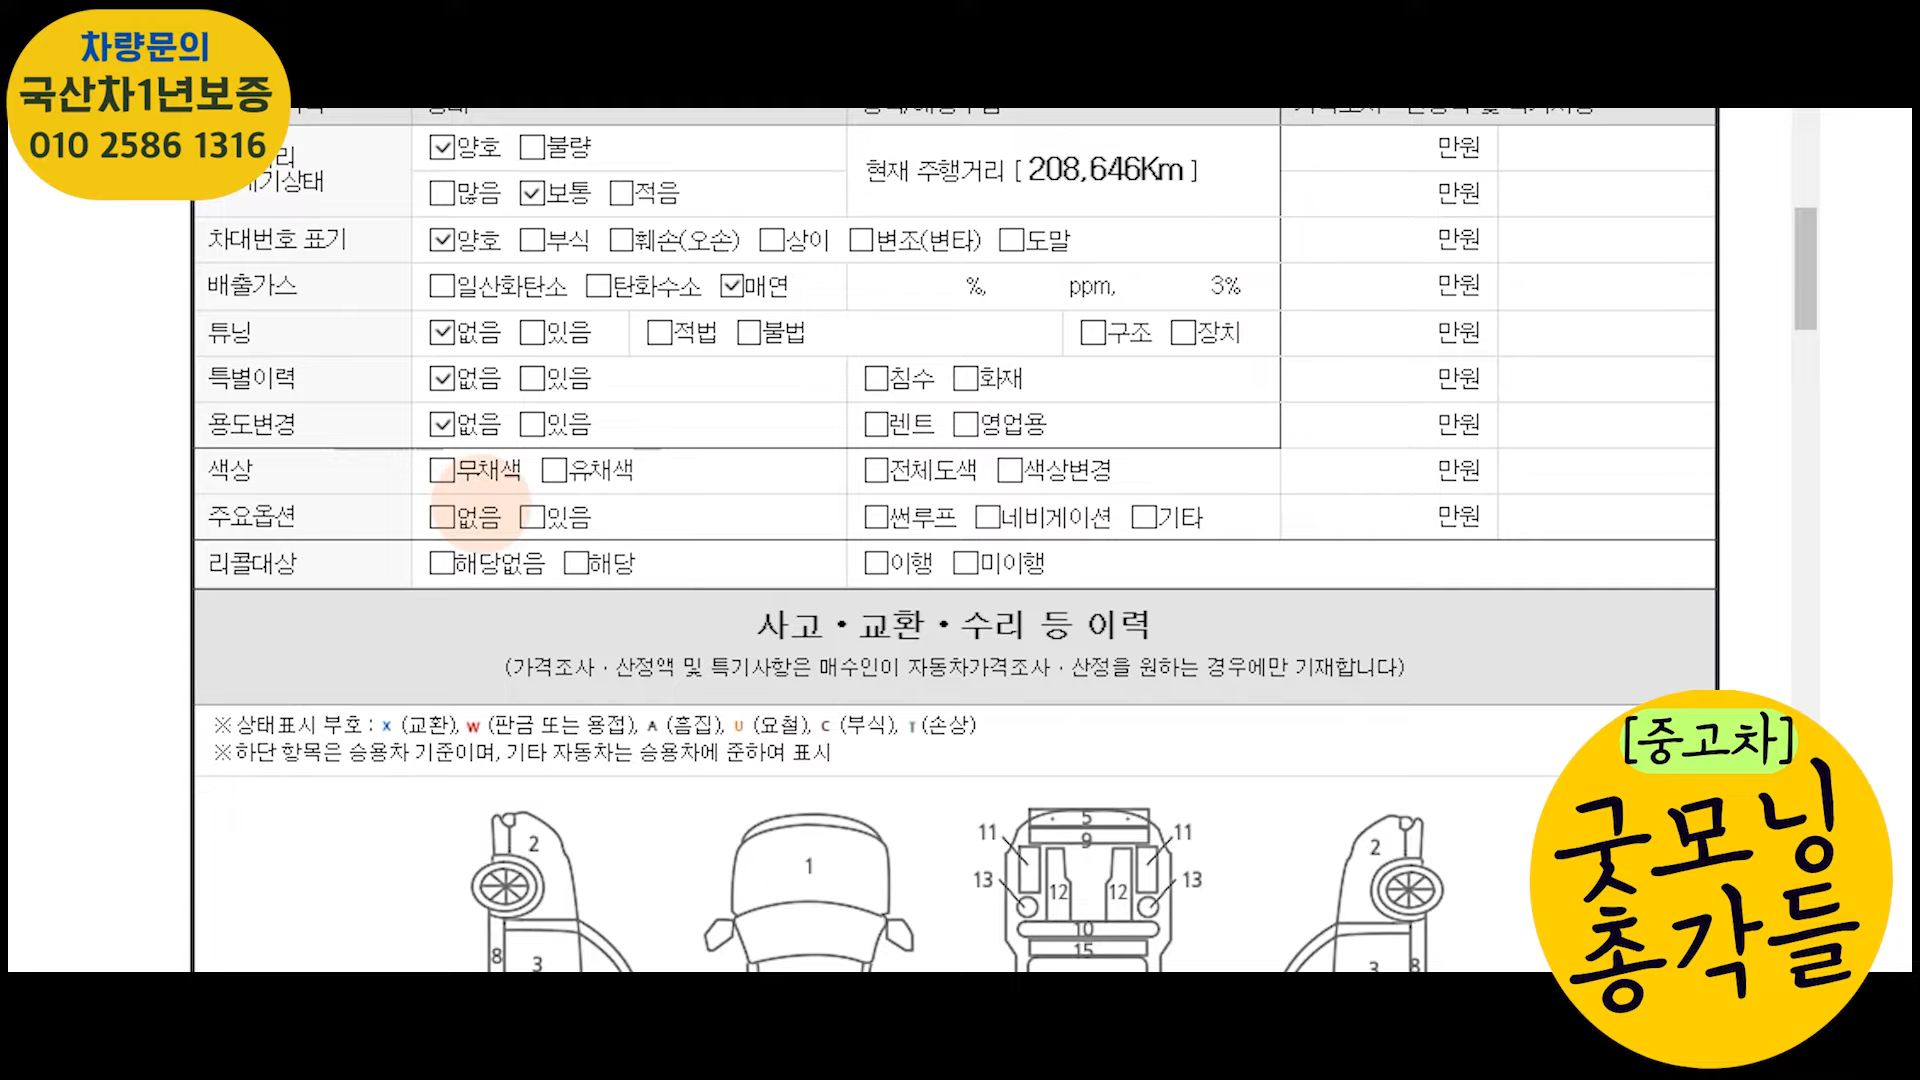 차량문의
국산차1년보증
010 2586 1316
양호 불량
현재 주행거리 [ 208,646Km ]
만원
많음 보통 적음
만원
차대번호 표기
양호 부식 훼손(오손) 상이 변조(변타) 도말
만원
배출가스
일산화탄소 탄화수소 매연
%, ppm, 3%
만원
튜닝
없음 있음
적법 불법
구조 장치
만원
특별이력
없음 있음
침수 화재
만원
용도변경
없음 있음
렌트 영업용
만원
색상
무채색 유채색
전체도색 색상변경
만원
주요옵션
없음 있음
썬루프 네비게이션 기타
만원
리콜대상
해당없음 해당
이행 미이행
사고•교환•수리 등 이력
(가격조사 · 산정액 및 특기사항은 매수인이 자동차가격조사 · 산정을 원하는 경우에만 기재합니다)
※ 상태표시 부호 : X (교환), W (판금 또는 용접), A (흠집), U (요철), C (부식), T (손상)
※ 하단 항목은 승용차 기준이며, 기타 자동차는 승용차에 준하여 표시
2
1
11
5
11
9
2
13
12
12
13
10
8
3
15
3
8
[중고차]
굿모닝
총각들